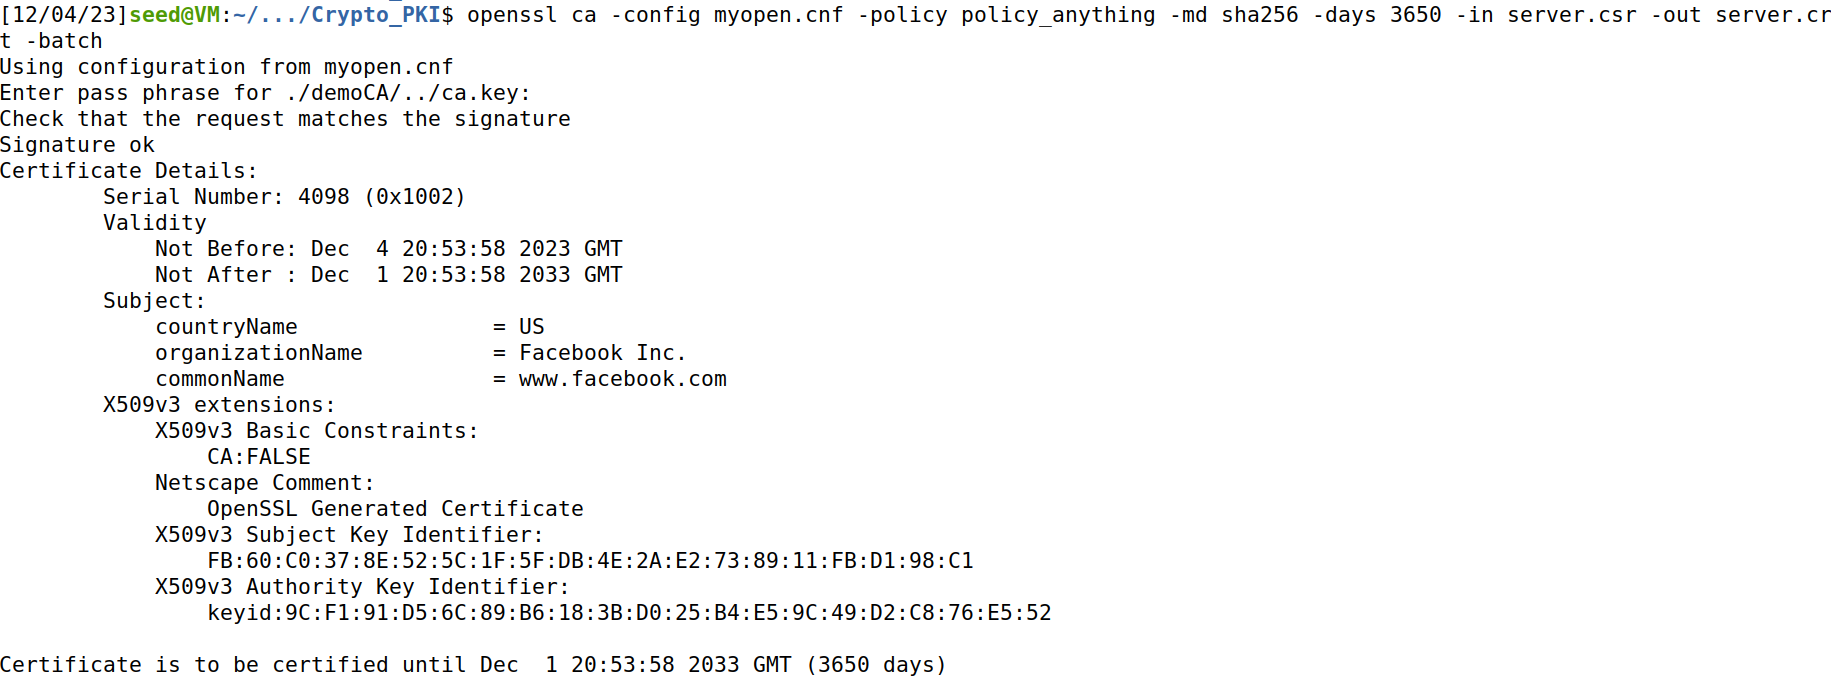 [12/04/23]seed@VM:~/.../Crypto_PKI$ openssl ca -config myopen.cnf -policy policy_anything -md sha256 -days 3650 -in server.csr -out server.cr
t -batch
Using configuration from myopen.cnf
Enter pass phrase for ./demoCA/../ca.key:
Check that the request matches the signature
Signature ok
Certificate Details:
        Serial Number: 4098 (0x1002)
        Validity
            Not Before: Dec  4 20:53:58 2023 GMT
            Not After : Dec  1 20:53:58 2033 GMT
        Subject:
            countryName               = US
            organizationName          = Facebook Inc.
            commonName                = www.facebook.com
        X509v3 extensions:
            X509v3 Basic Constraints:
                CA:FALSE
            Netscape Comment:
                OpenSSL Generated Certificate
            X509v3 Subject Key Identifier:
                FB:60:C0:37:8E:52:5C:1F:5F:DB:4E:2A:E2:73:89:11:FB:D1:98:C1
            X509v3 Authority Key Identifier:
                keyid:9C:F1:91:D5:6C:89:B6:18:3B:D0:25:B4:E5:9C:49:D2:C8:76:E5:52

Certificate is to be certified until Dec  1 20:53:58 2033 GMT (3650 days)